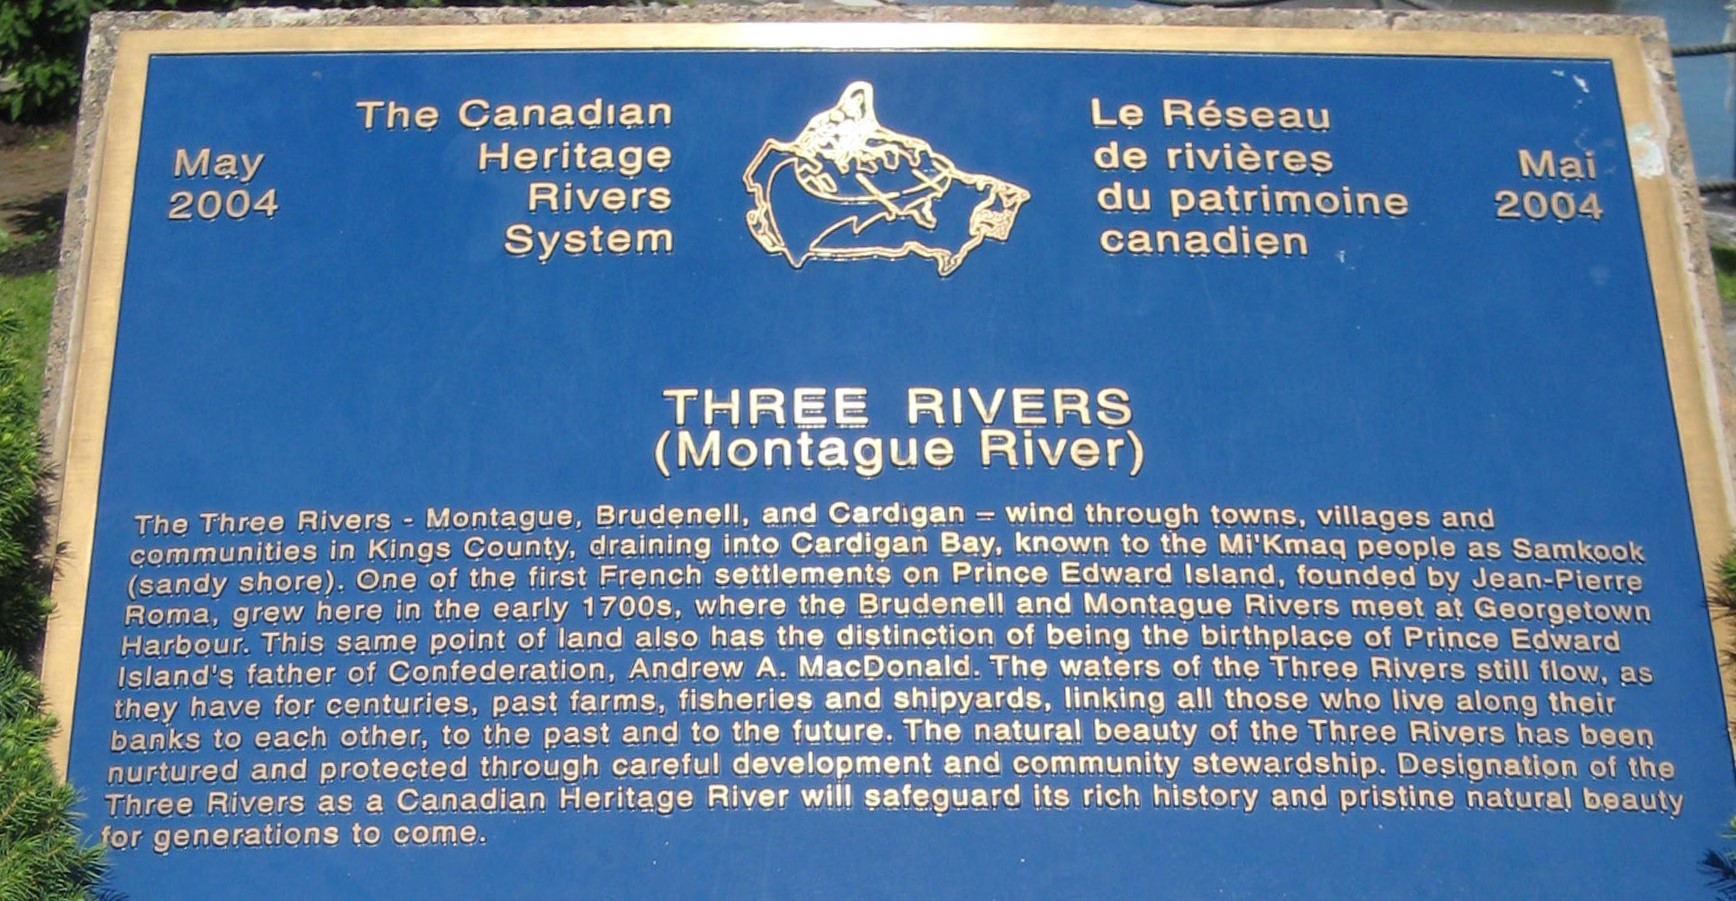 May
2004
The Canadian
Heritage
Rivers
System
Le Réseau
de rivières
du patrimoine
canadien
Mai
2004
THREE RIVERS
(Montague River)
The Three Rivers - Montague, Brudenell, and Cardigan – wind through towns, villages and
communities in Kings County, draining into Cardigan Bay, known to the Mi'Kmaq people as Samkook
(sandy shore). One of the first French settlements on Prince Edward Island, founded by Jean-Pierre
Roma, grew here in the early 1700s, where the Brudenell and Montague Rivers meet at Georgetown
Harbour. This same point of land also has the distinction of being the birthplace of Prince Edward
Island's father of Confederation, Andrew A. MacDonald. The waters of the Three Rivers still flow, as
they have for centuries, past farms, fisheries and shipyards, linking all those who live along their
banks to each other, to the past and to the future. The natural beauty of the Three Rivers has been
nurtured and protected through careful development and community stewardship. Designation of the
Three Rivers as a Canadian Heritage River will safeguard its rich history and pristine natural beauty
for generations to come.